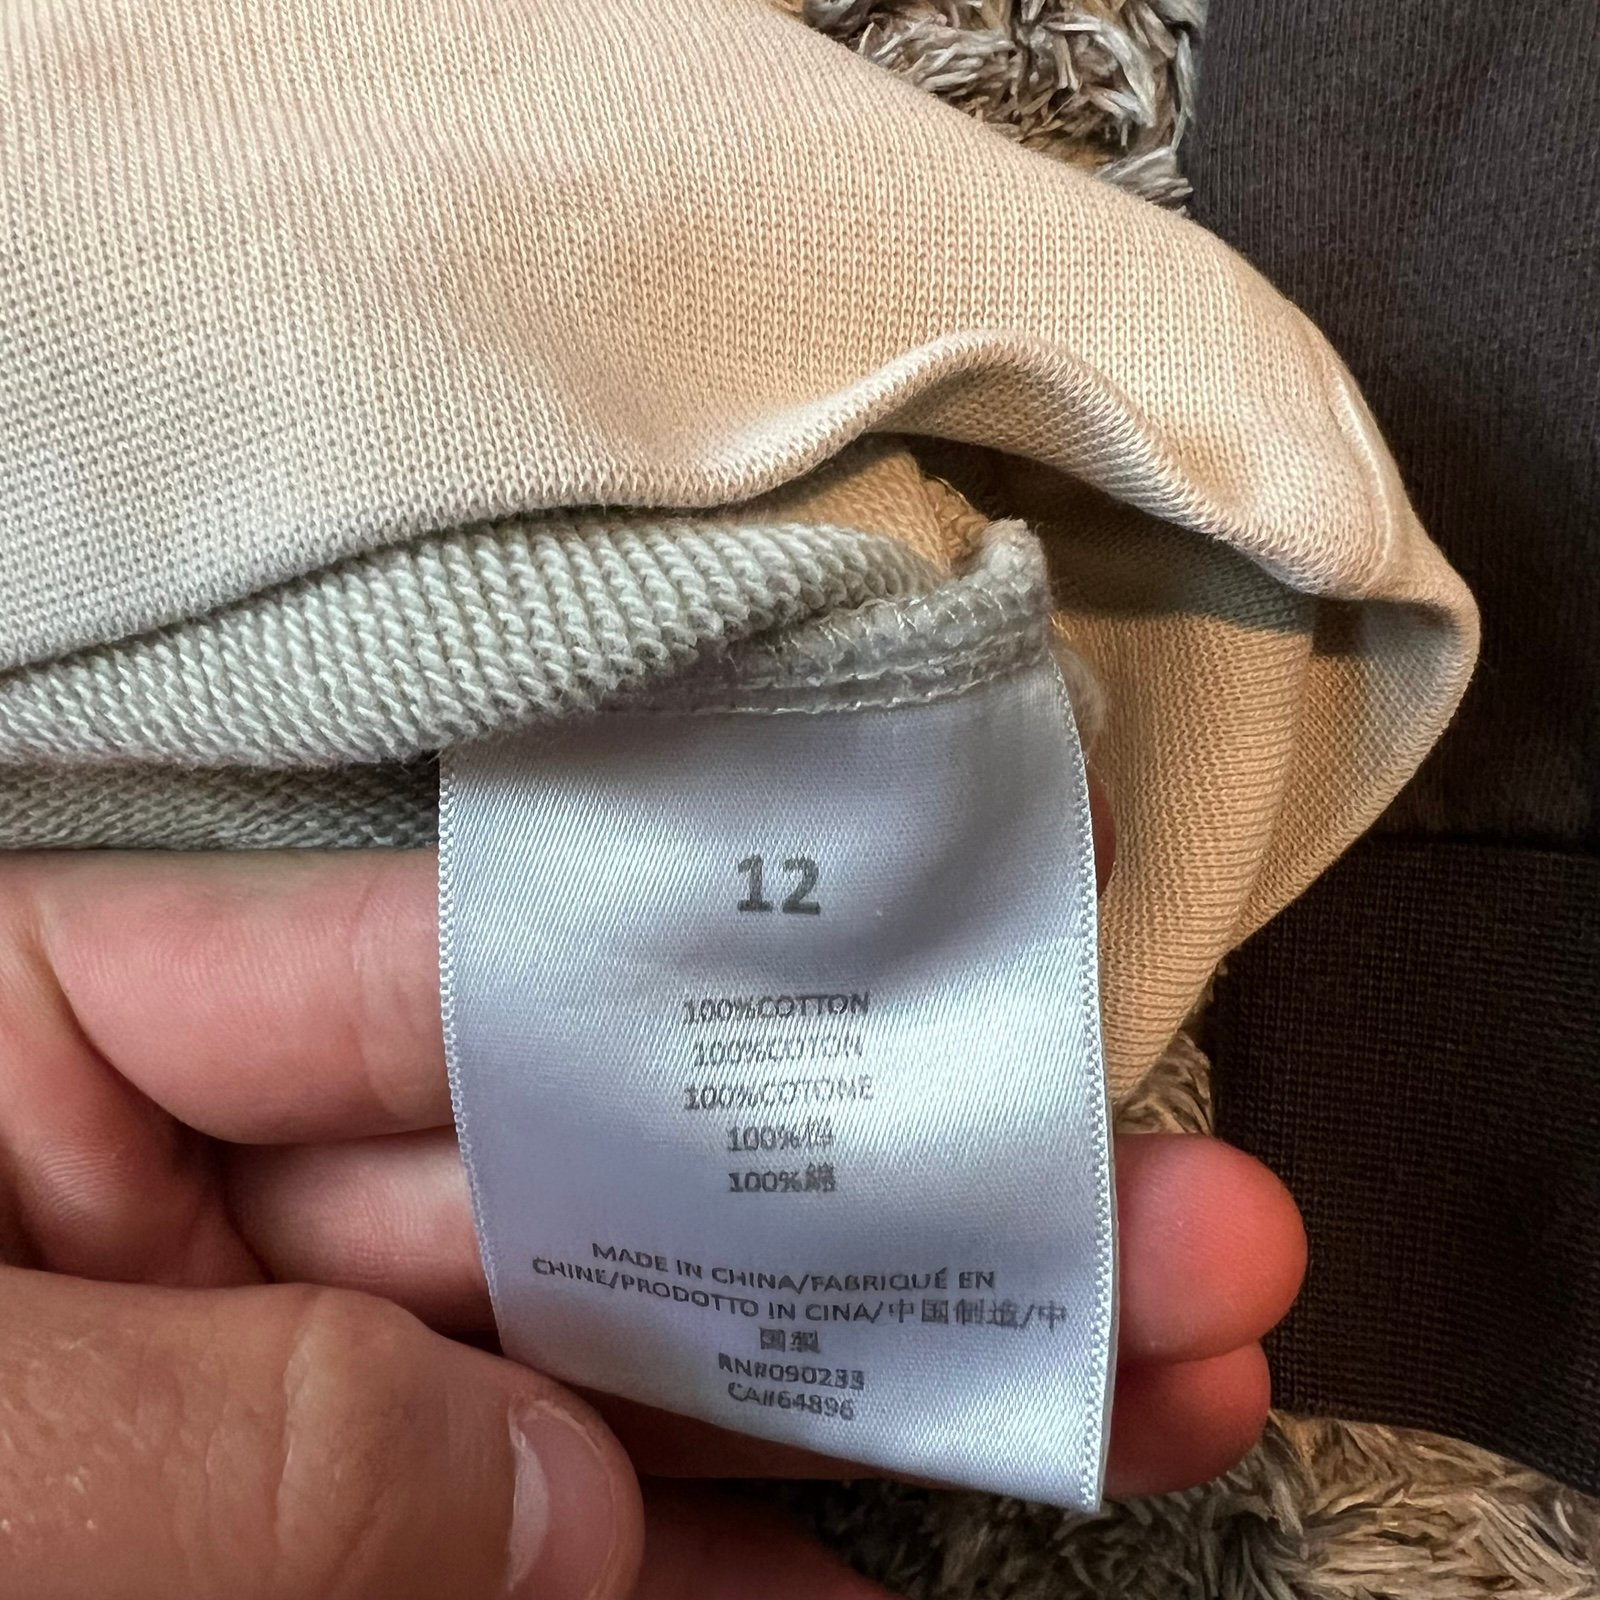 12
100%COTTON
100%COTON
100%COTONE
100%棉
100%綿
MADE IN CHINA/FABRIQUÉ EN
CHINE/PRODOTTO IN CINA/中国制造/中
国製
RN#090233
CA#64896